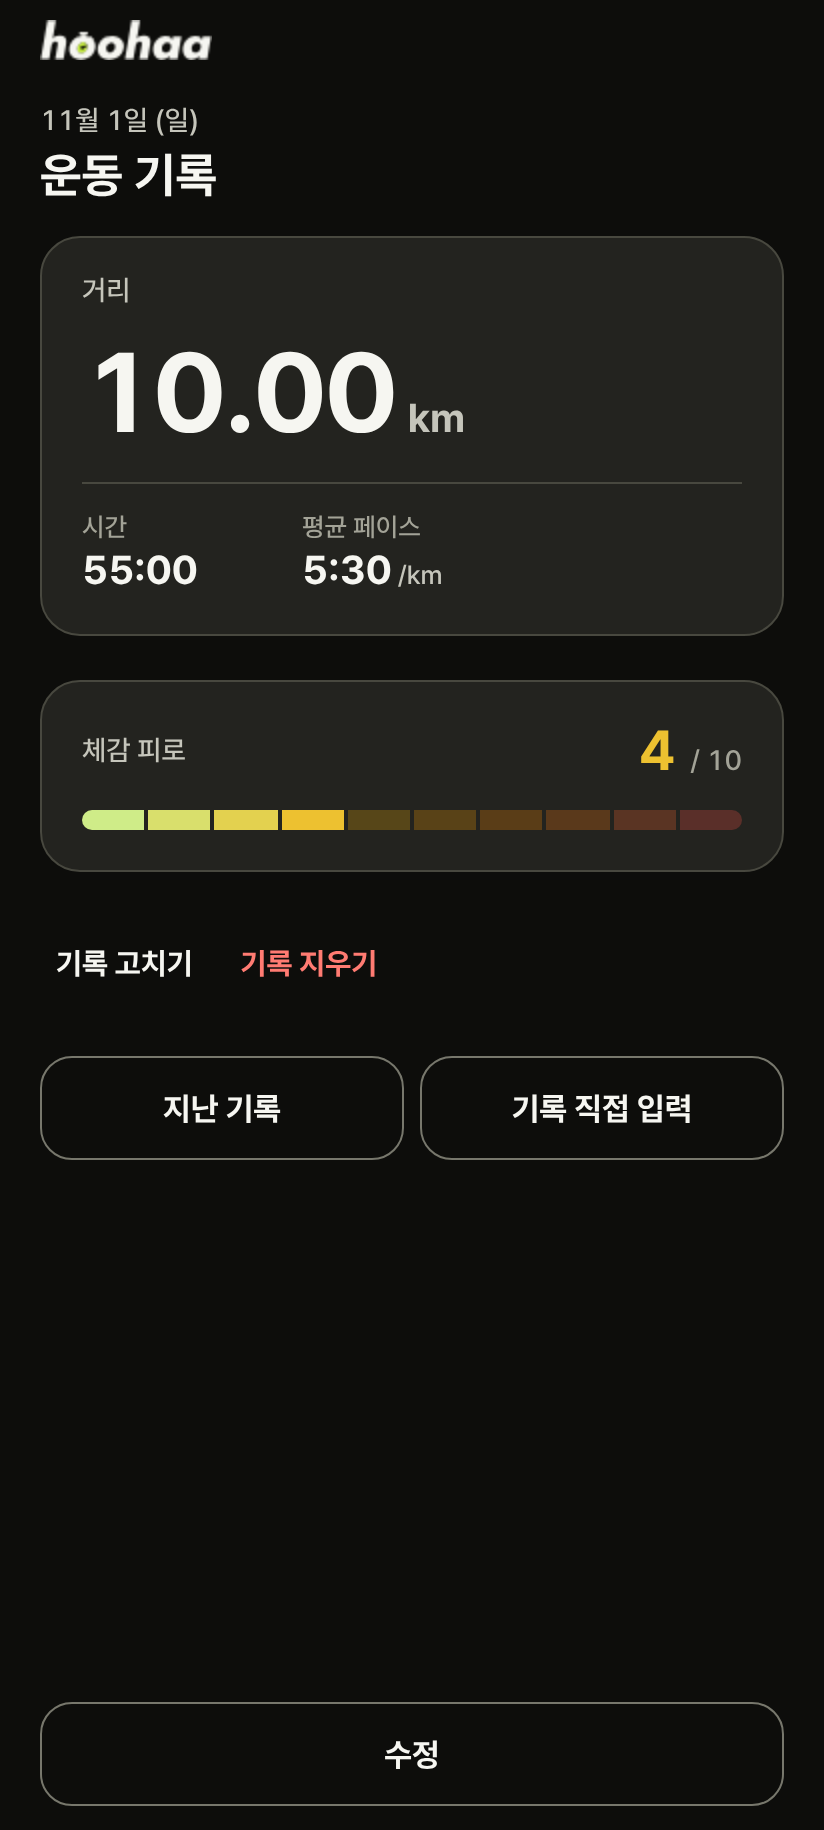 hoohaa
11월 1일 (일)
운동 기록
거리
10.00 km
시간 평균 페이스
55:00 5:30 /km
체감 피로 4 / 10
기록 고치기 기록 지우기
지난 기록 기록 직접 입력
수정